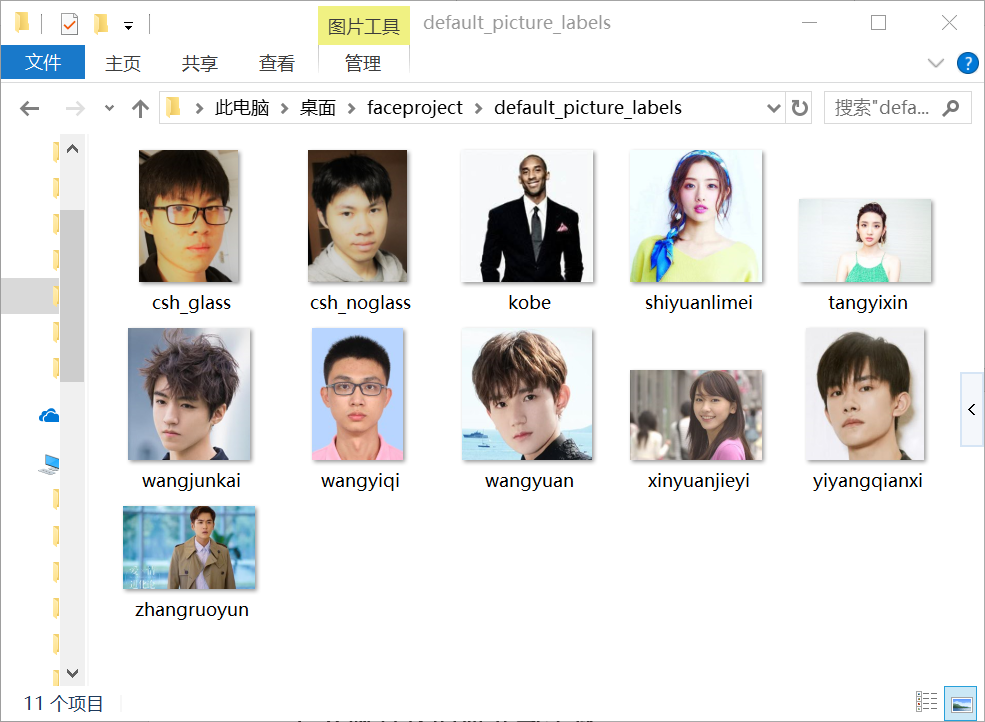 图片工具 default_picture_labels
文件 主页 共享 查看 管理
此电脑 桌面 faceproject default_picture_labels 搜索"defa...
csh_glass csh_noglass kobe shiyuanlimei tangyixin
wangjunkai wangyiqi wangyuan xinyuanjieyi yiyangqianxi
zhangruoyun
11 个项目